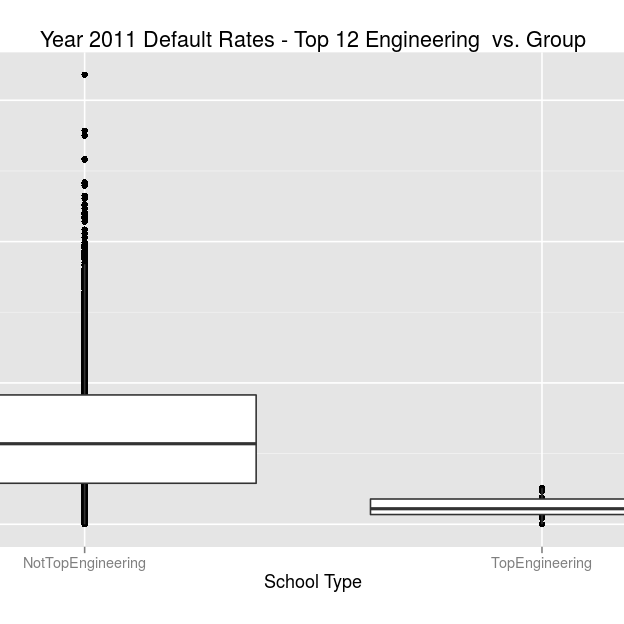 Year 2011 Default Rates - Top 12 Engineering  vs. Group
NotTopEngineering
TopEngineering
School Type